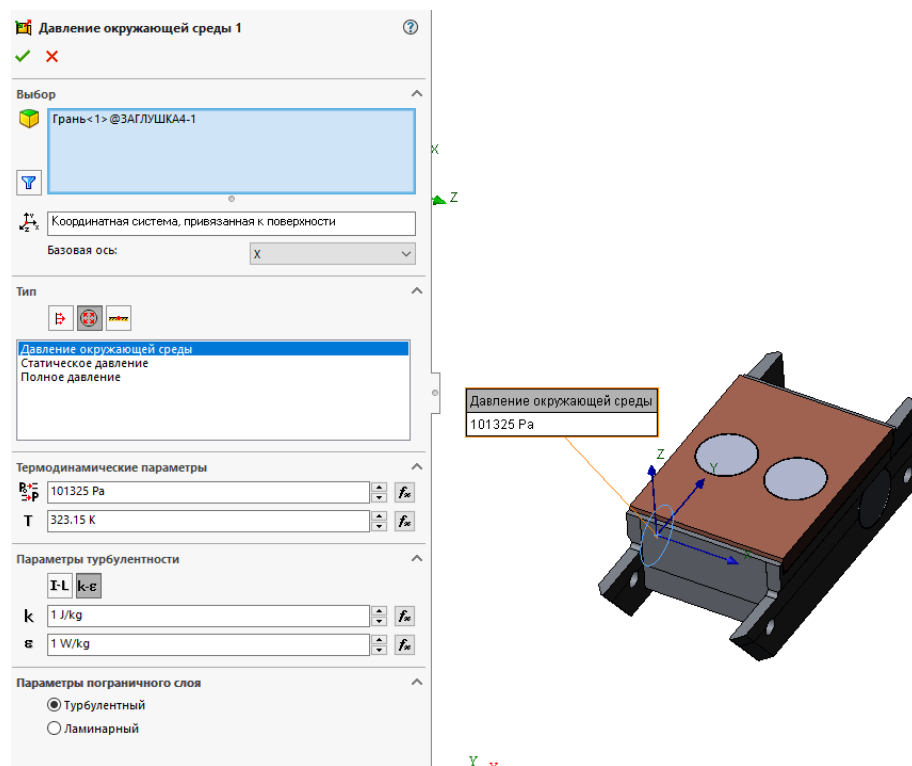 Давление окружающей среды 1
Выбор
Грань<1>@ЗАГЛУШКА4-1
Координатная система, привязанная к поверхности
Базовая ось:
X
Тип
Давление окружающей среды
Статическое давление
Полное давление
Термодинамические параметры
101325 Pa
T
323.15 K
Параметры турбулентности
I-L
k-ε
k
1 J/kg
ε
1 W/kg
Параметры пограничного слоя
Турбулентный
Ламинарный
X
Z
Давление окружающей среды
101325 Pa
Z
Y
X
Y